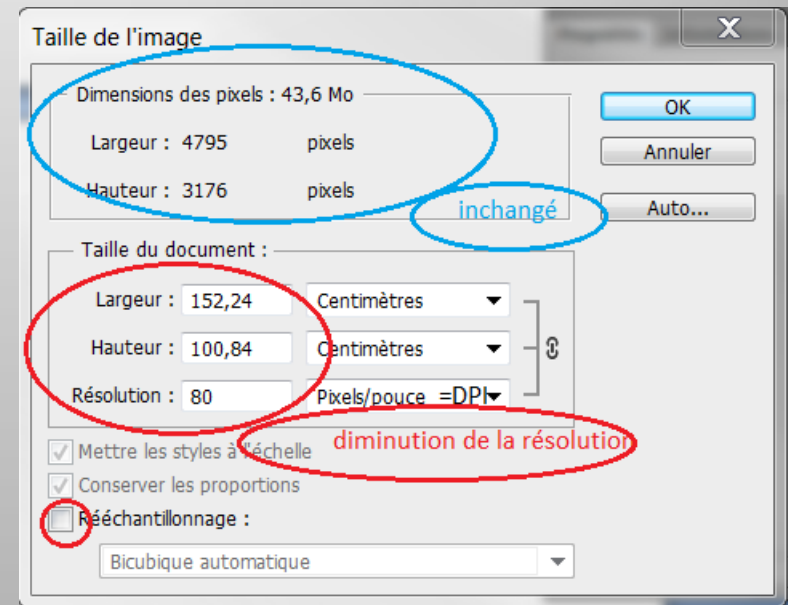 Taille de l'image
X
Dimensions des pixels : 43,6 Mo
OK
Largeur : 4795 pixels
Annuler
Hauteur : 3176 pixels
inchangé
Auto...
Taille du document :
Largeur : 152,24 Centimètres
Hauteur : 100,84 Centimètres
Résolution : 80 Pixels/pouce =DPI
diminution de la résolution
Mettre les styles à l'échelle
Conserver les proportions
Rééchantillonnage :
Bicubique automatique